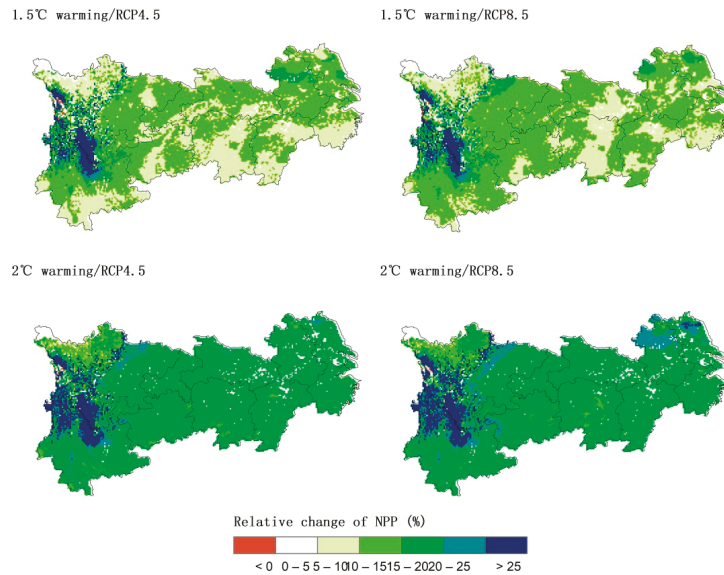 1.5℃ warming/RCP4.5
1.5℃ warming/RCP8.5
2℃ warming/RCP4.5
2℃ warming/RCP8.5
Relative change of NPP (%)
< 0 0 – 5 5 – 10 10 – 15 15 – 20 20 – 25 > 25